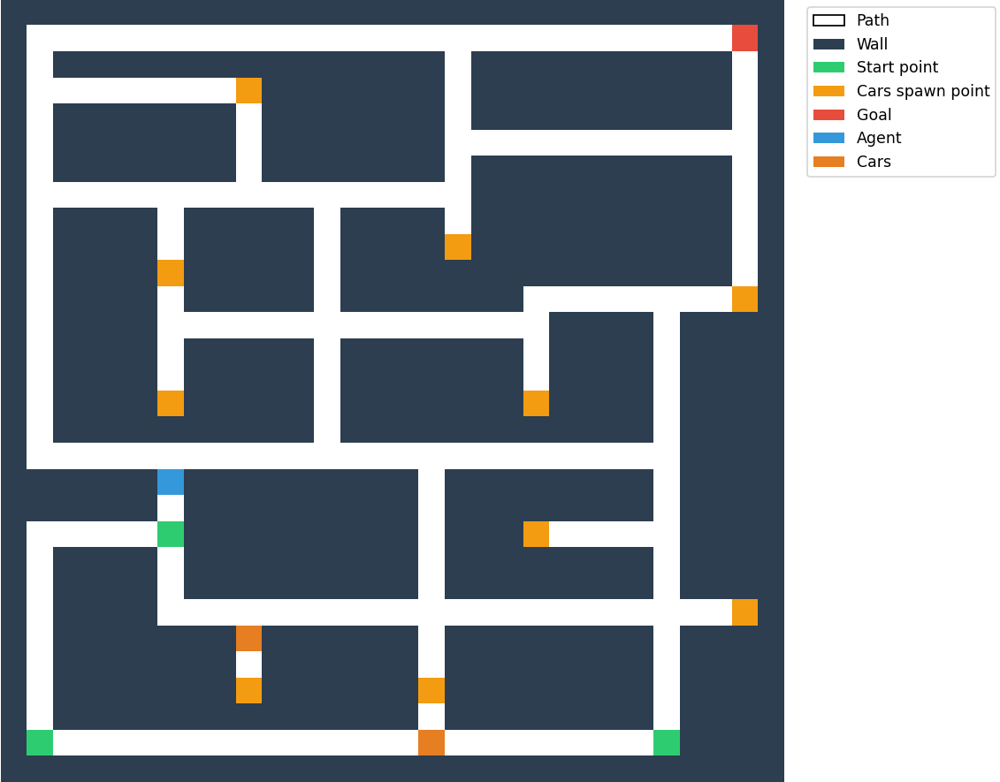 Path
Wall
Start point
Cars spawn point
Goal
Agent
Cars